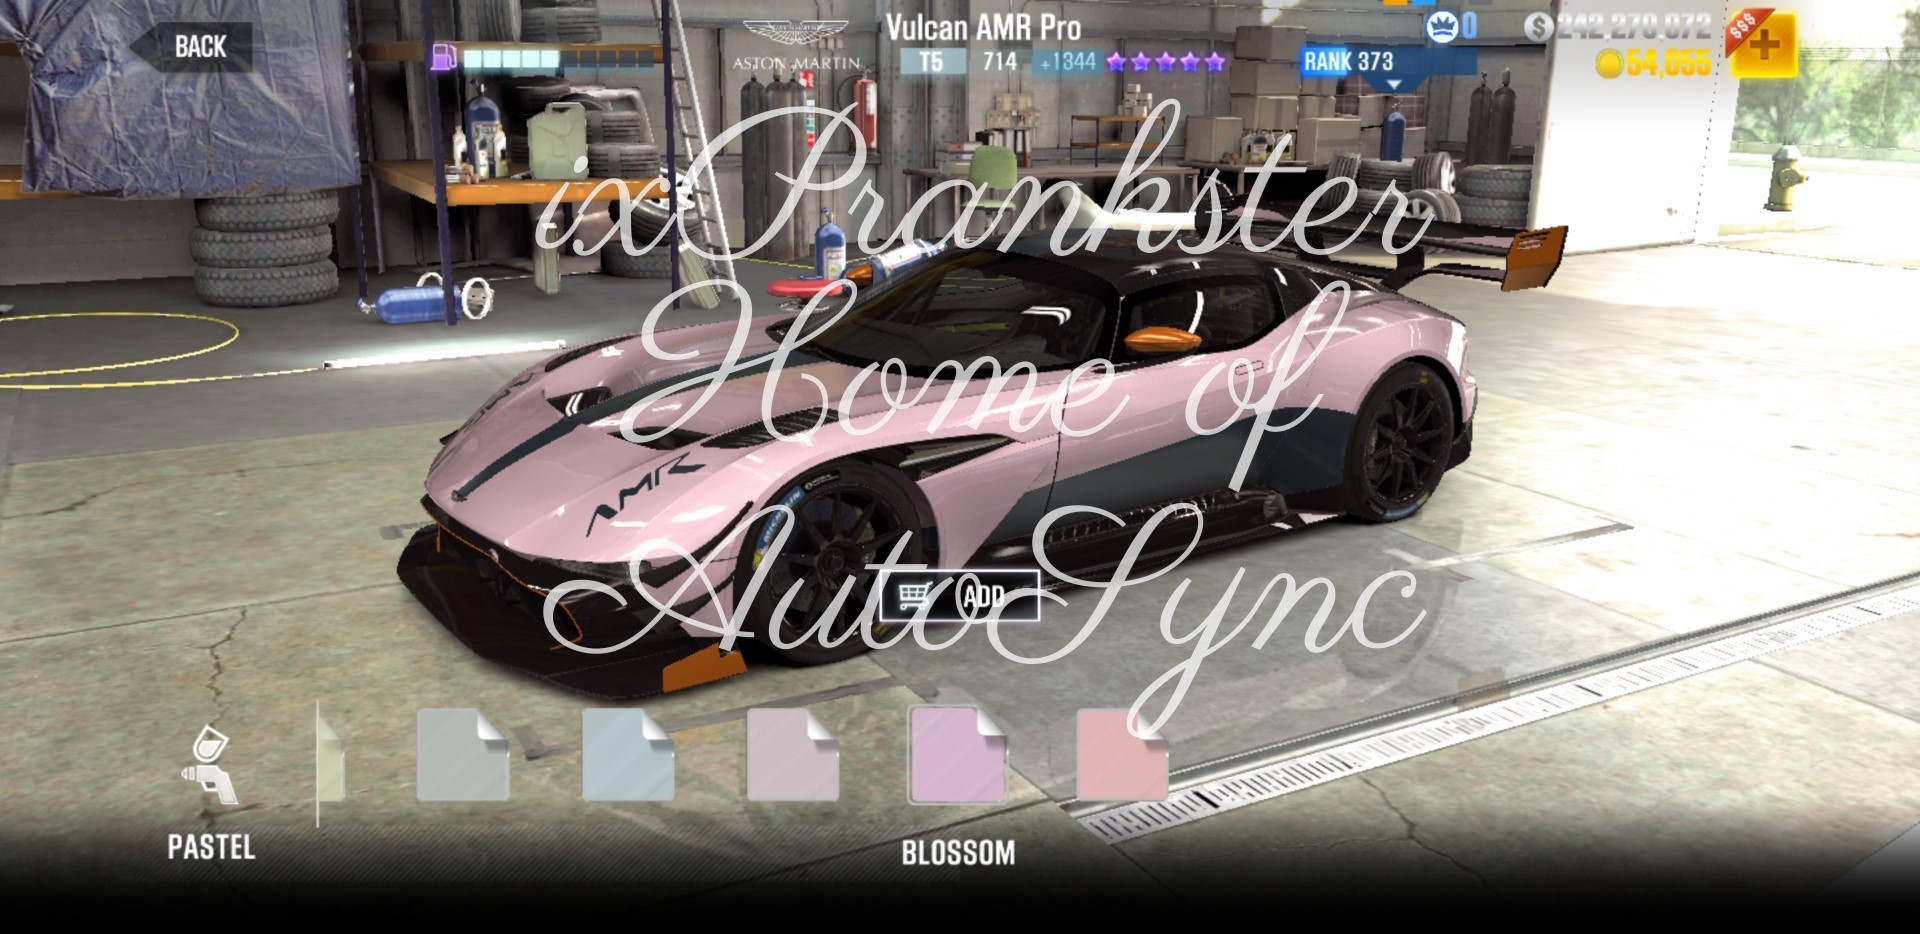 BACK
Vulcan AMR Pro
ASTON MARTIN
T5 714 +1344
RANK 373
0
242,270,072
54,055
$$$
ixPrankster
Home of
AutoSync
AMR
MICHELIN
ADD
PASTEL
BLOSSOM